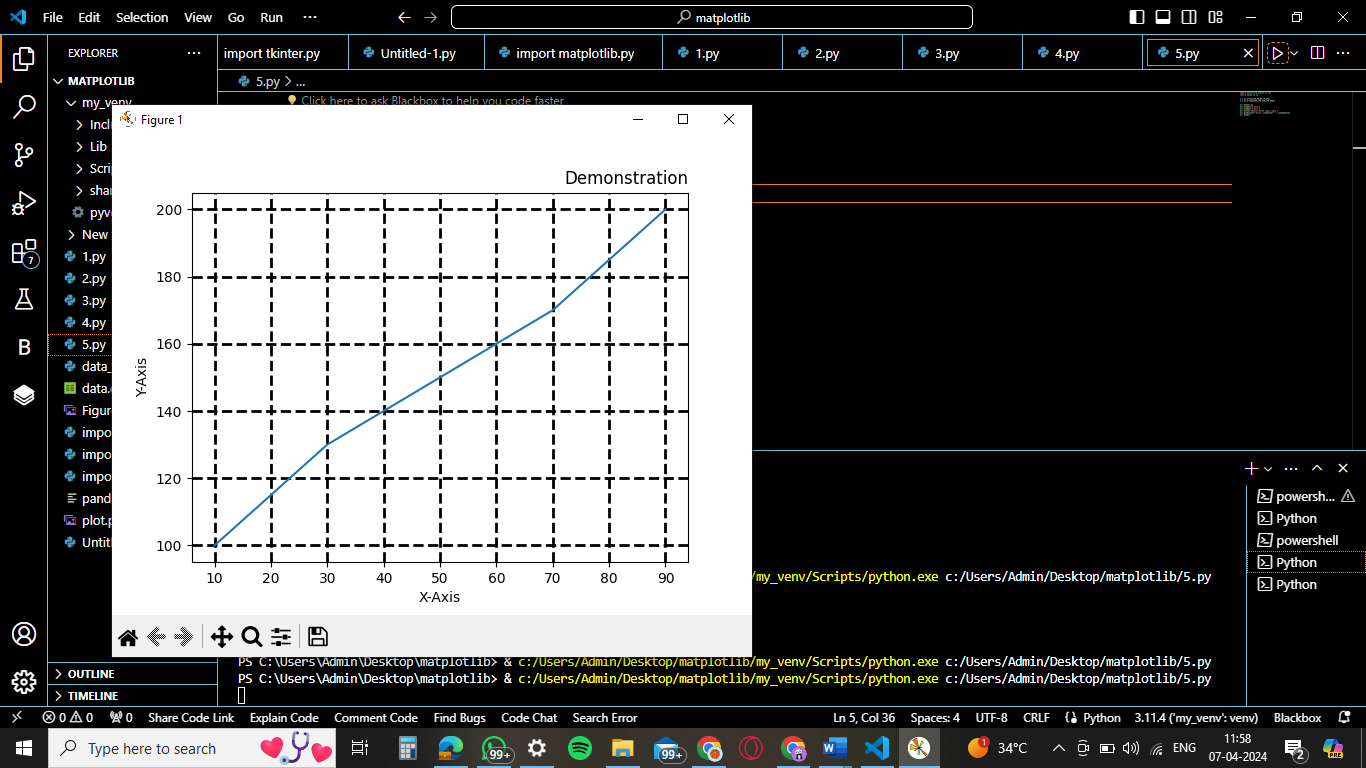 File Edit Selection View Go Run ··· matplotlib
EXPLORER ···
import tkinter.py Untitled-1.py import matplotlib.py 1.py 2.py 3.py 4.py 5.py ···
5.py > ...
Click here to ask Blackbox to help you code faster
MATPLOTLIB
my_venv
Incl
Lib
Scri
shar
pyv
New
1.py
2.py
3.py
4.py
5.py
data_
data.
Figur
impo
impo
impo
pand
plot.p
Untit
OUTLINE
TIMELINE
7
B
Figure 1
Demonstration
200
180
160
140
120
100
Y-Axis
10 20 30 40 50 60 70 80 90
X-Axis
/my_venv/Scripts/python.exe c:/Users/Admin/Desktop/matplotlib/5.py
PS C:\Users\Admin\Desktop\matplotlib> & c:/Users/Admin/Desktop/matplotlib/my_venv/Scripts/python.exe c:/Users/Admin/Desktop/matplotlib/5.py
PS C:\Users\Admin\Desktop\matplotlib> & c:/Users/Admin/Desktop/matplotlib/my_venv/Scripts/python.exe c:/Users/Admin/Desktop/matplotlib/5.py
powersh...
Python
powershell
Python
Python
0 0 0 Share Code Link Explain Code Comment Code Find Bugs Code Chat Search Error Ln 5, Col 36 Spaces: 4 UTF-8 CRLF Python 3.11.4 ('my_venv': venv) Blackbox
Type here to search 99+ 99+ 1 34°C ENG 11:58
07-04-2024
2
PRE